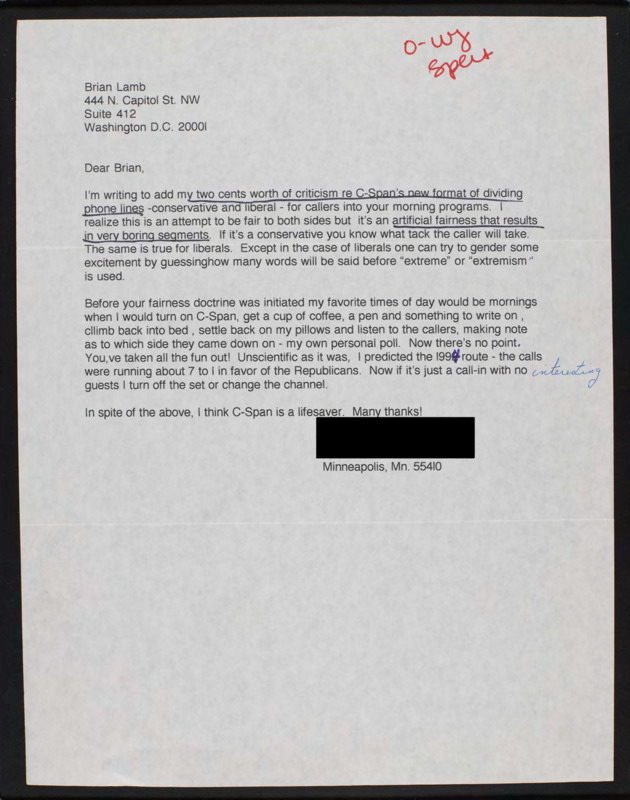 O-wy
Spew
Brian Lamb
444 N. Capitol St. NW
Suite 412
Washington D.C. 2000l
Dear Brian,
I'm writing to add my two cents worth of criticism re C-Span's new format of dividing
phone lines -conservative and liberal - for callers into your morning programs. I
realize this is an attempt to be fair to both sides but it's an artificial fairness that results
in very boring segments. If it's a conservative you know what tack the caller will take.
The same is true for liberals. Except in the case of liberals one can try to gender some
excitement by guessinghow many words will be said before "extreme" or "extremism"
is used.
Before your fairness doctrine was initiated my favorite times of day would be mornings
when I would turn on C-Span, get a cup of coffee, a pen and something to write on ,
cllimb back into bed , settle back on my pillows and listen to the callers, making note
as to which side they came down on - my own personal poll. Now there's no point.
You,ve taken all the fun out! Unscientific as it was, I predicted the l994 route - the calls
were running about 7 to l in favor of the Republicans. Now if it's just a call-in with no interesting
guests I turn off the set or change the channel.
In spite of the above, I think C-Span is a lifesaver. Many thanks!
Minneapolis, Mn. 554l0